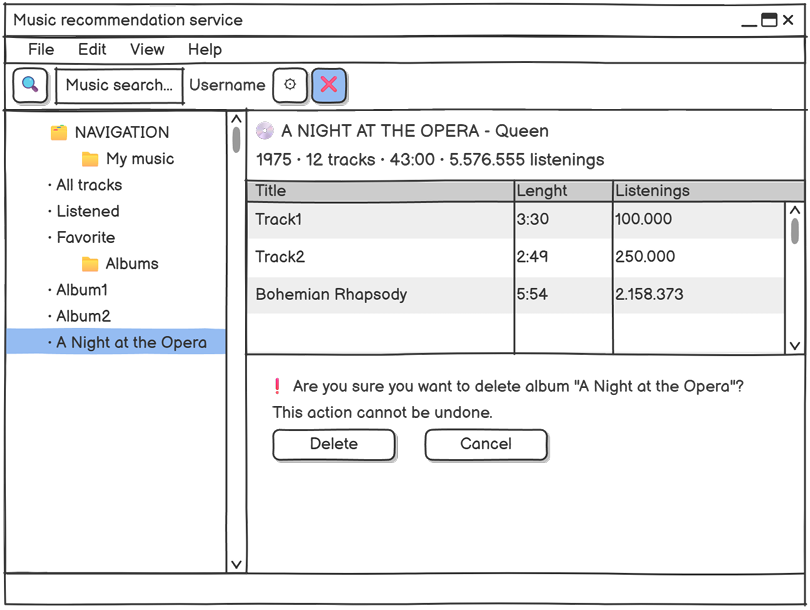 Music recommendation service
File Edit View Help
Music search... Username
NAVIGATION
My music
· All tracks
· Listened
· Favorite
Albums
· Album1
· Album2
· A Night at the Opera
A NIGHT AT THE OPERA - Queen
1975 · 12 tracks · 43:00 · 5.576.555 listenings
Title Lenght Listenings
Track1 3:30 100.000
Track2 2:49 250.000
Bohemian Rhapsody 5:54 2.158.373
❗ Are you sure you want to delete album "A Night at the Opera"?
This action cannot be undone.
Delete Cancel